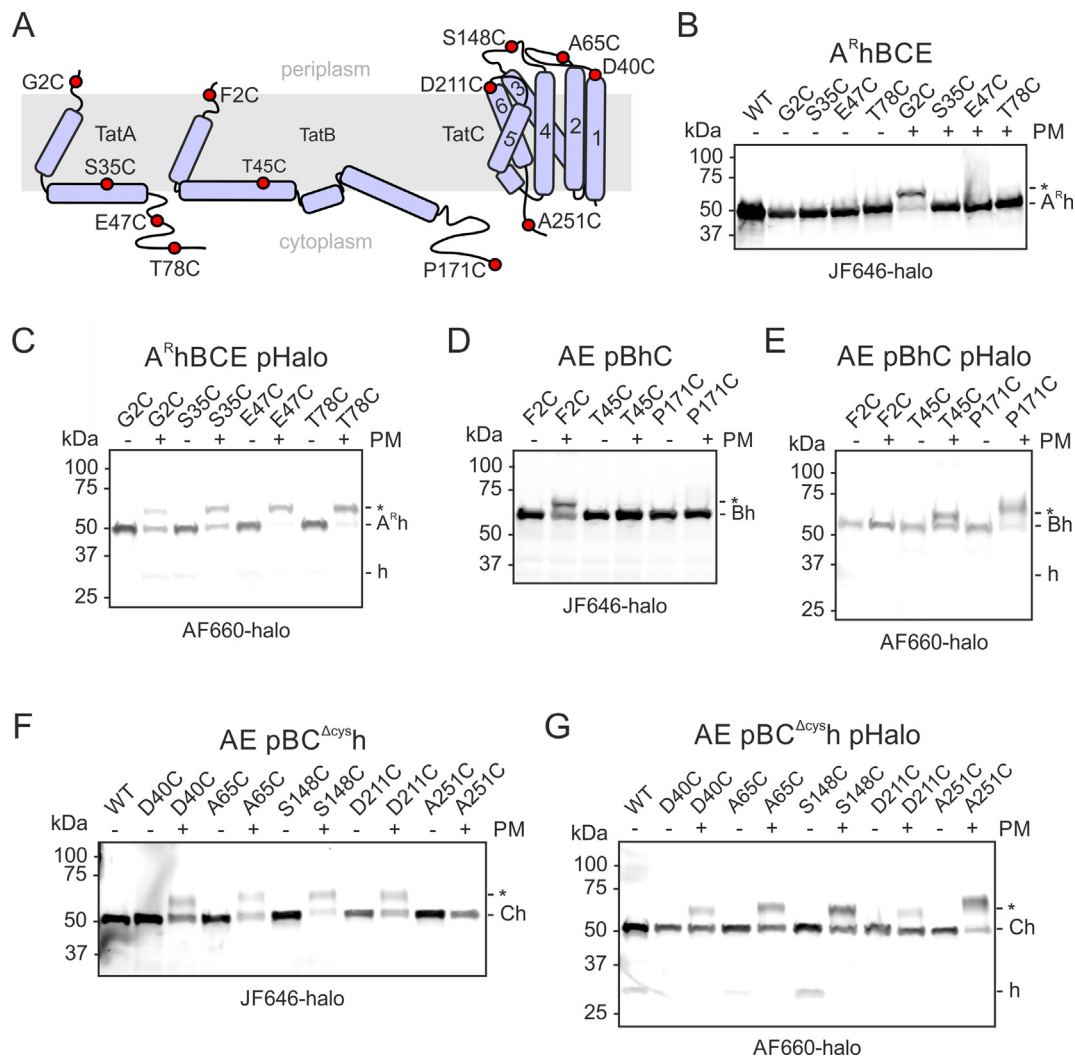 A
periplasm
G2C
F2C
S148C
A65C
D40C
D211C
TatA
TatB
TatC
3
6
5
4
2
1
S35C
T45C
E47C
T78C
cytoplasm
P171C
A251C
B
AᴿhBCE
WT G2C S35C E47C T78C G2C S35C E47C T78C
- - - - - + + + + PM
kDa
100
75
50
37
- *
- Aᴿh
JF646-halo
C
AᴿhBCE pHalo
G2C G2C S35C S35C E47C E47C T78C T78C
- + - + - + - + PM
kDa
100
75
50
37
25
- *
- Aᴿh
- h
AF660-halo
D
AE pBhC
F2C F2C T45C T45C P171C P171C
- + - + - + PM
kDa
100
75
50
37
- *
- Bh
JF646-halo
E
AE pBhC pHalo
F2C F2C T45C T45C P171C P171C
- + - + - + PM
kDa
100
75
50
37
25
- *
- Bh
- h
AF660-halo
F
AE pBC^Δcys h
WT D40C D40C A65C A65C S148C S148C D211C D211C A251C A251C
- - + - + - + - + - + PM
kDa
100
75
50
37
- *
- Ch
JF646-halo
G
AE pBC^Δcys h pHalo
WT D40C D40C A65C A65C S148C S148C D211C D211C A251C A251C
- - + - + - + - + - + PM
kDa
100
75
50
37
25
- *
- Ch
- h
AF660-halo